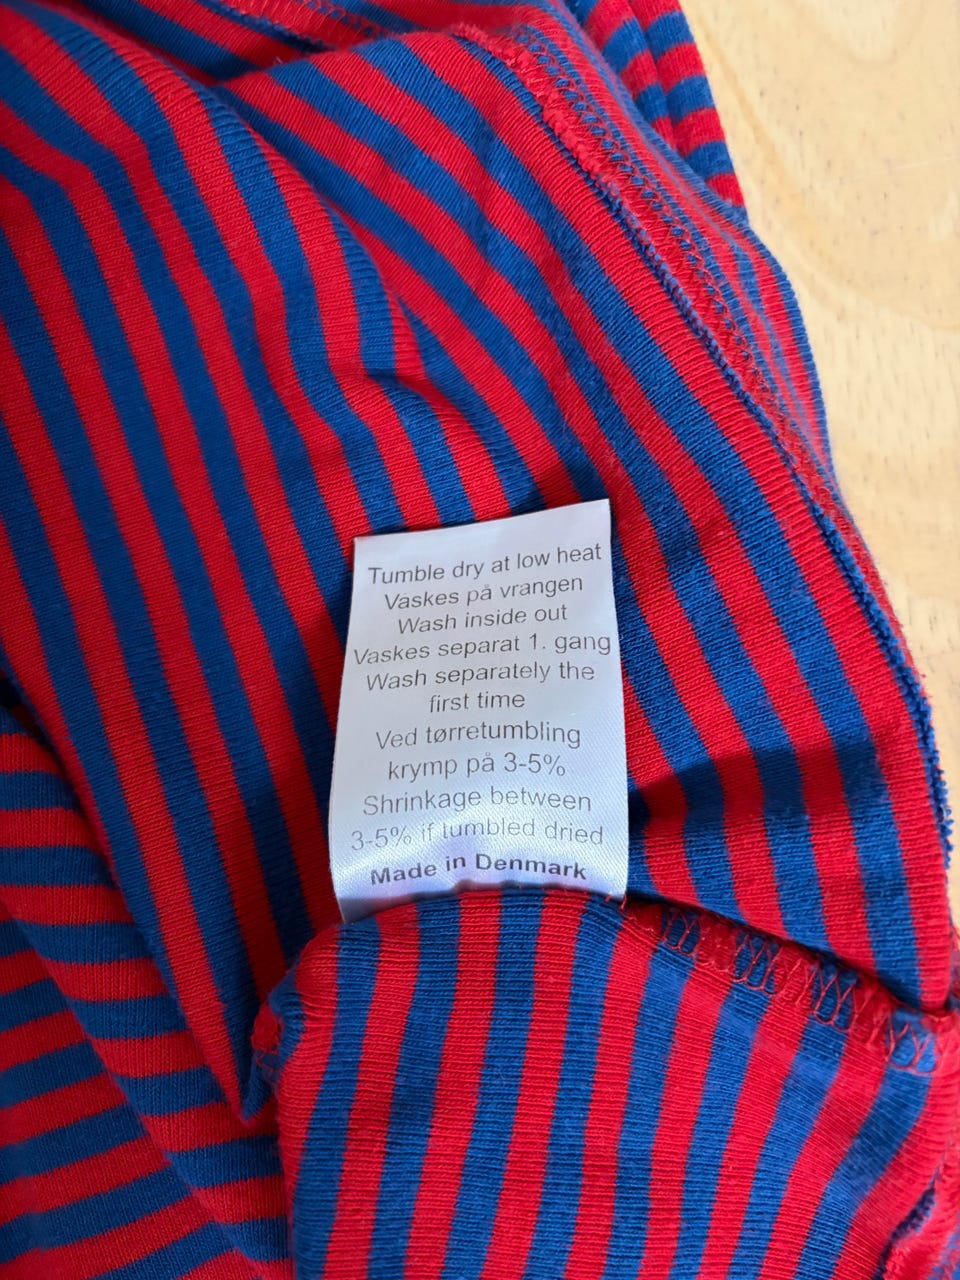 Tumble dry at low heat
Vaskes på vrangen
Wash inside out
Vaskes separat 1. gang
Wash separately the
first time
Ved tørretumbling
krymp på 3-5%
Shrinkage between
3-5% if tumbled dried
Made in Denmark